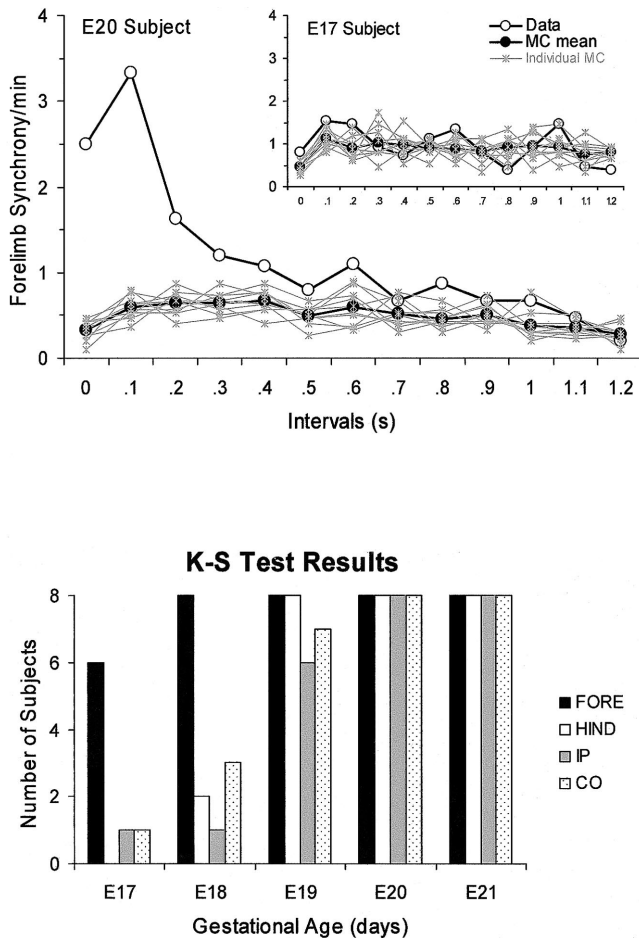 E20 Subject
E17 Subject
Data
MC mean
Individual MC
Forelimb Synchrony/min
4
3
2
1
0
4
3
2
1
0
0 .1 .2 .3 .4 .5 .6 .7 .8 .9 1 1.1 1.2
0 .1 .2 .3 .4 .5 .6 .7 .8 .9 1 1.1 1.2
Intervals (s)
K-S Test Results
Number of Subjects
8
6
4
2
0
FORE
HIND
IP
CO
E17 E18 E19 E20 E21
Gestational Age (days)